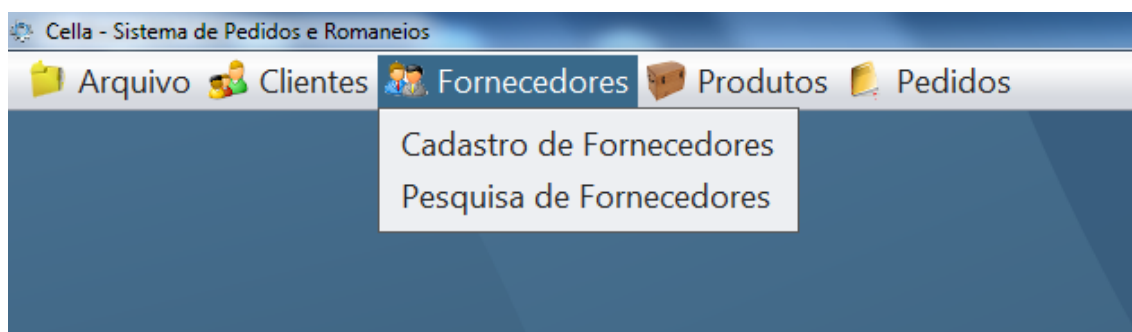 Cella - Sistema de Pedidos e Romaneios
Arquivo Clientes Fornecedores Produtos Pedidos
Cadastro de Fornecedores
Pesquisa de Fornecedores